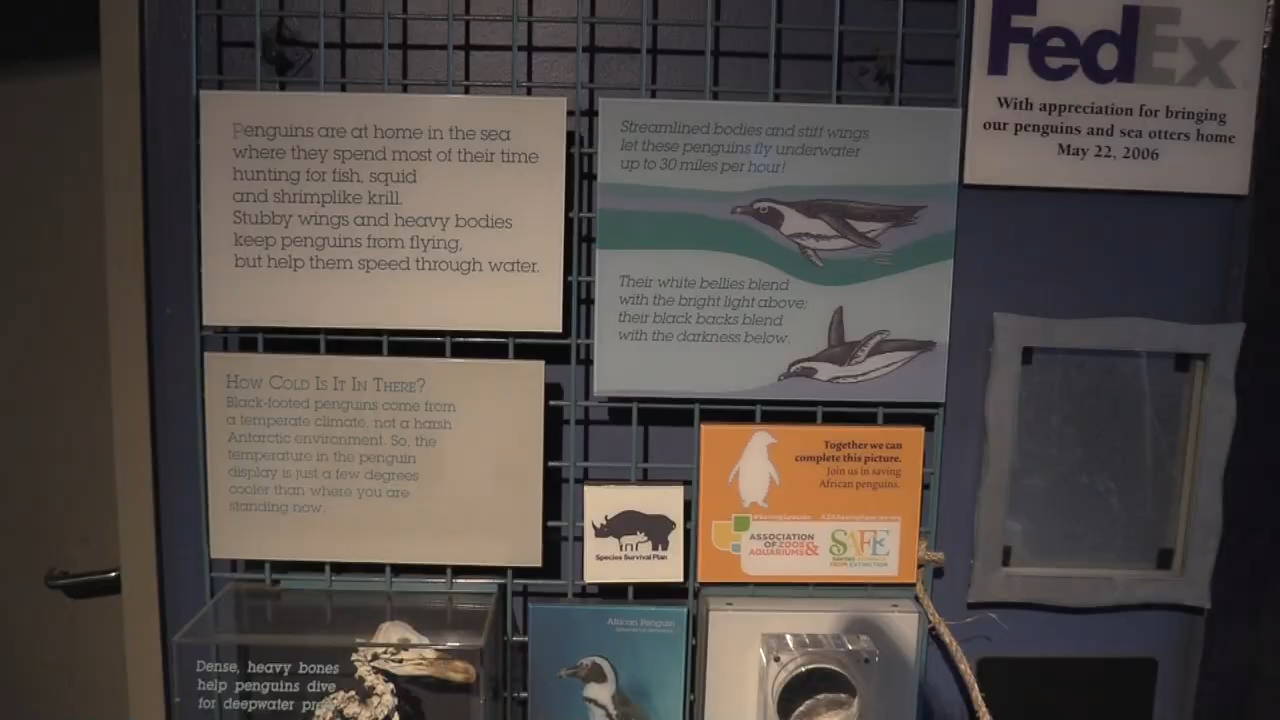 Penguins are at home in the sea
where they spend most of their time
hunting for fish, squid
and shrimplike krill.
Stubby wings and heavy bodies
keep penguins from flying,
but help them speed through water.
Streamlined bodies and stiff wings
let these penguins fly underwater
up to 30 miles per hour!
Their white bellies blend
with the bright light above;
their black backs blend
with the darkness below.
FedEx
With appreciation for bringing
our penguins and sea otters home
May 22, 2006
HOW COLD IS IT IN THERE?
Black-footed penguins come from
a temperate climate, not a harsh
Antarctic environment. So, the
temperature in the penguin
display is just a few degrees
cooler than where you are
standing now.
Species Survival Plan
Together we can
complete this picture.
Join us in saving
African penguins.
ASSOCIATION
OF ZOOS
& AQUARIUMS
SAFE
SAVING ANIMALS
FROM EXTINCTION
Dense, heavy bones
help penguins dive
for deepwater
African Penguin